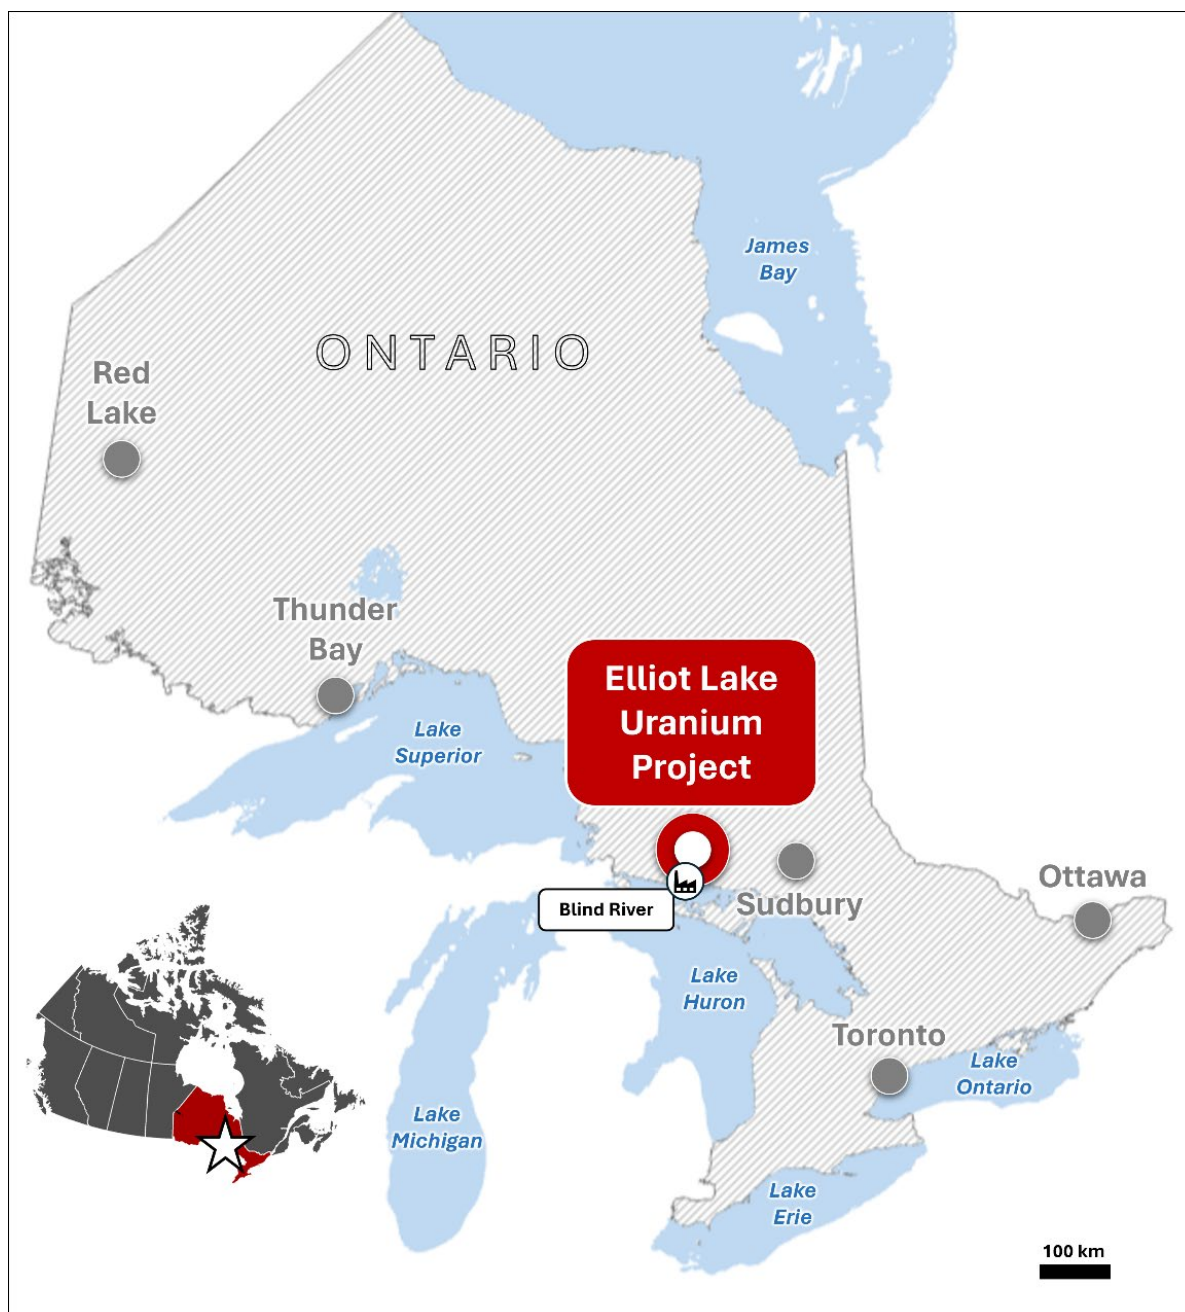 James
Bay
ONTARIO
Red
Lake
Thunder
Bay
Elliot Lake
Uranium
Project
Lake
Superior
Ottawa
Blind River
Sudbury
Lake
Huron
Toronto
Lake
Ontario
Lake
Michigan
Lake
Erie
100 km